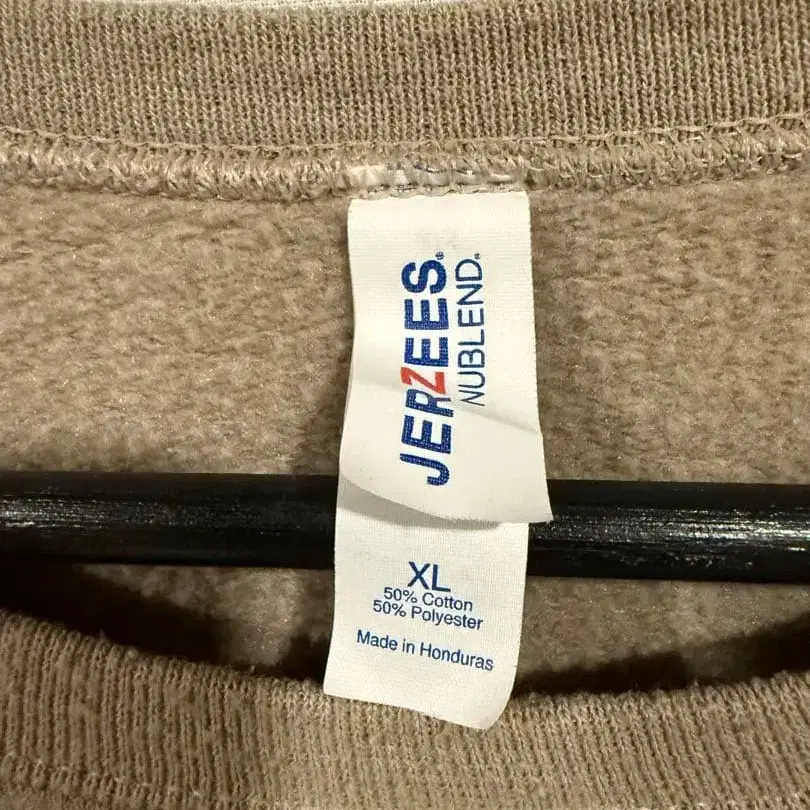 JERZEES®
NUBLEND®
XL
50% Cotton
50% Polyester
Made in Honduras